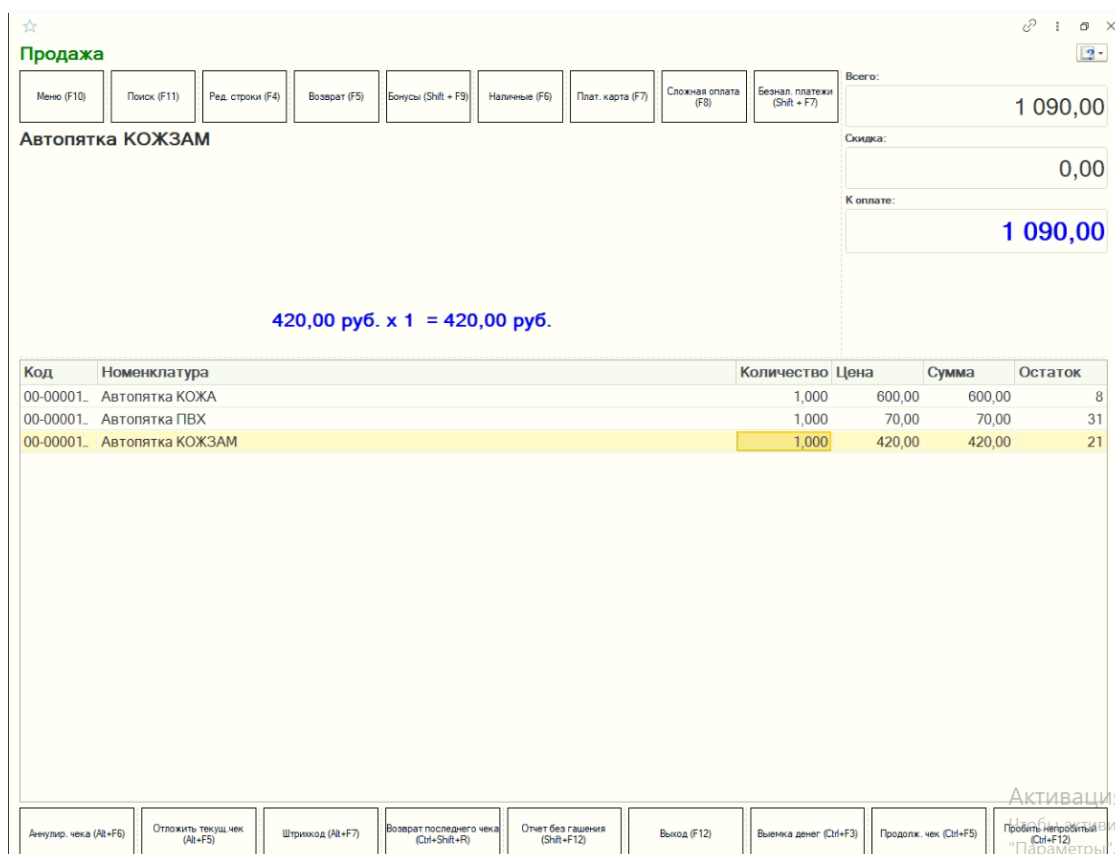 Продажа
Меню (F10)
Поиск (F11)
Ред. строки (F4)
Возврат (F5)
Бонусы (Shift + F9)
Наличные (F6)
Плат. карта (F7)
Сложная оплата
(F8)
Безнал. платежи
(Shift + F7)
Всего:
1 090,00
Автопятка КОЖЗАМ
Скидка:
0,00
К оплате:
1 090,00
420,00 руб. x 1 = 420,00 руб.
Код Номенклатура Количество Цена Сумма Остаток
00-00001.. Автопятка КОЖА 1,000 600,00 600,00 8
00-00001.. Автопятка ПВХ 1,000 70,00 70,00 31
00-00001.. Автопятка КОЖЗАМ 1,000 420,00 420,00 21
Активация
Аннулир. чека (Alt+F6)
Отложить текущ.чек
(Alt+F5)
Штрихкод (Alt+F7)
Возврат последнего чека
(Ctrl+Shift+R)
Отчет без гашения
(Shift+F12)
Выход (F12)
Выемка денег (Ctrl+F3)
Продолж. чек (Ctrl+F5)
Пробить непробитый
(Ctrl+F12)
"Параметры"